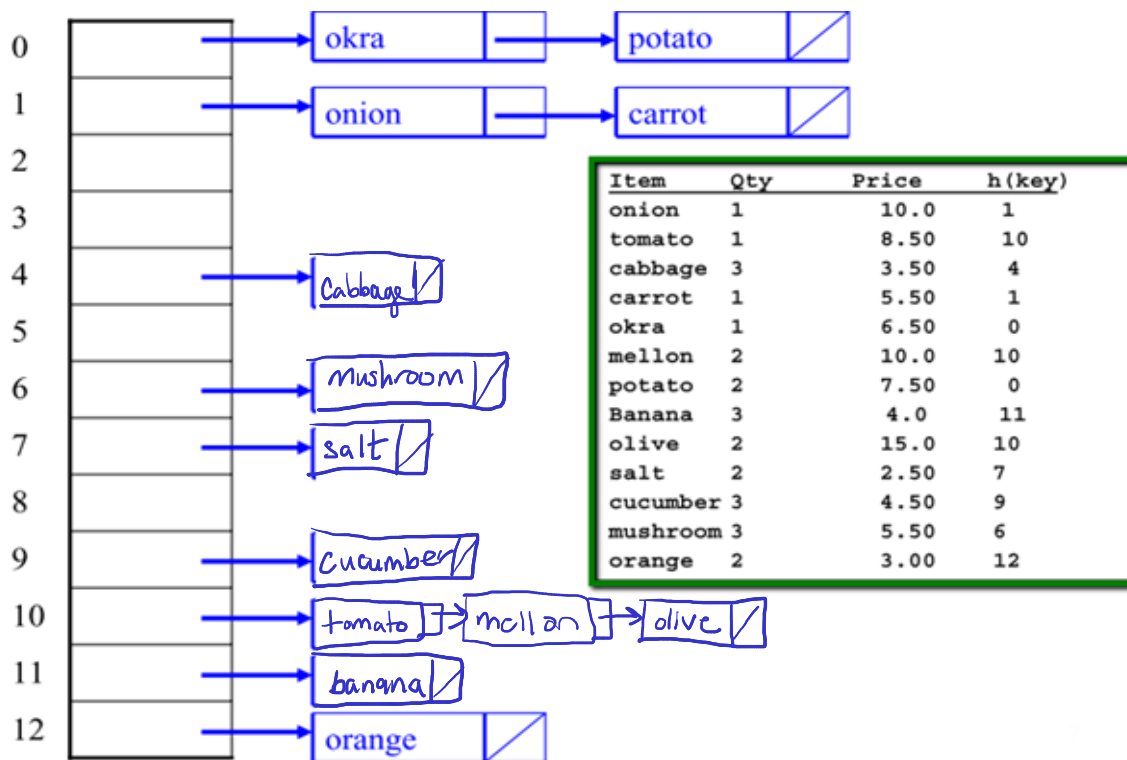 0 okra potato
1 onion carrot
2
3
4 Cabbage
5
6 mushroom
7 salt
8
9 cucumber
10 tomato mellon olive
11 banana
12 orange
Item Qty Price h(key)
onion 1 10.0 1
tomato 1 8.50 10
cabbage 3 3.50 4
carrot 1 5.50 1
okra 1 6.50 0
mellon 2 10.0 10
potato 2 7.50 0
Banana 3 4.0 11
olive 2 15.0 10
salt 2 2.50 7
cucumber 3 4.50 9
mushroom 3 5.50 6
orange 2 3.00 12